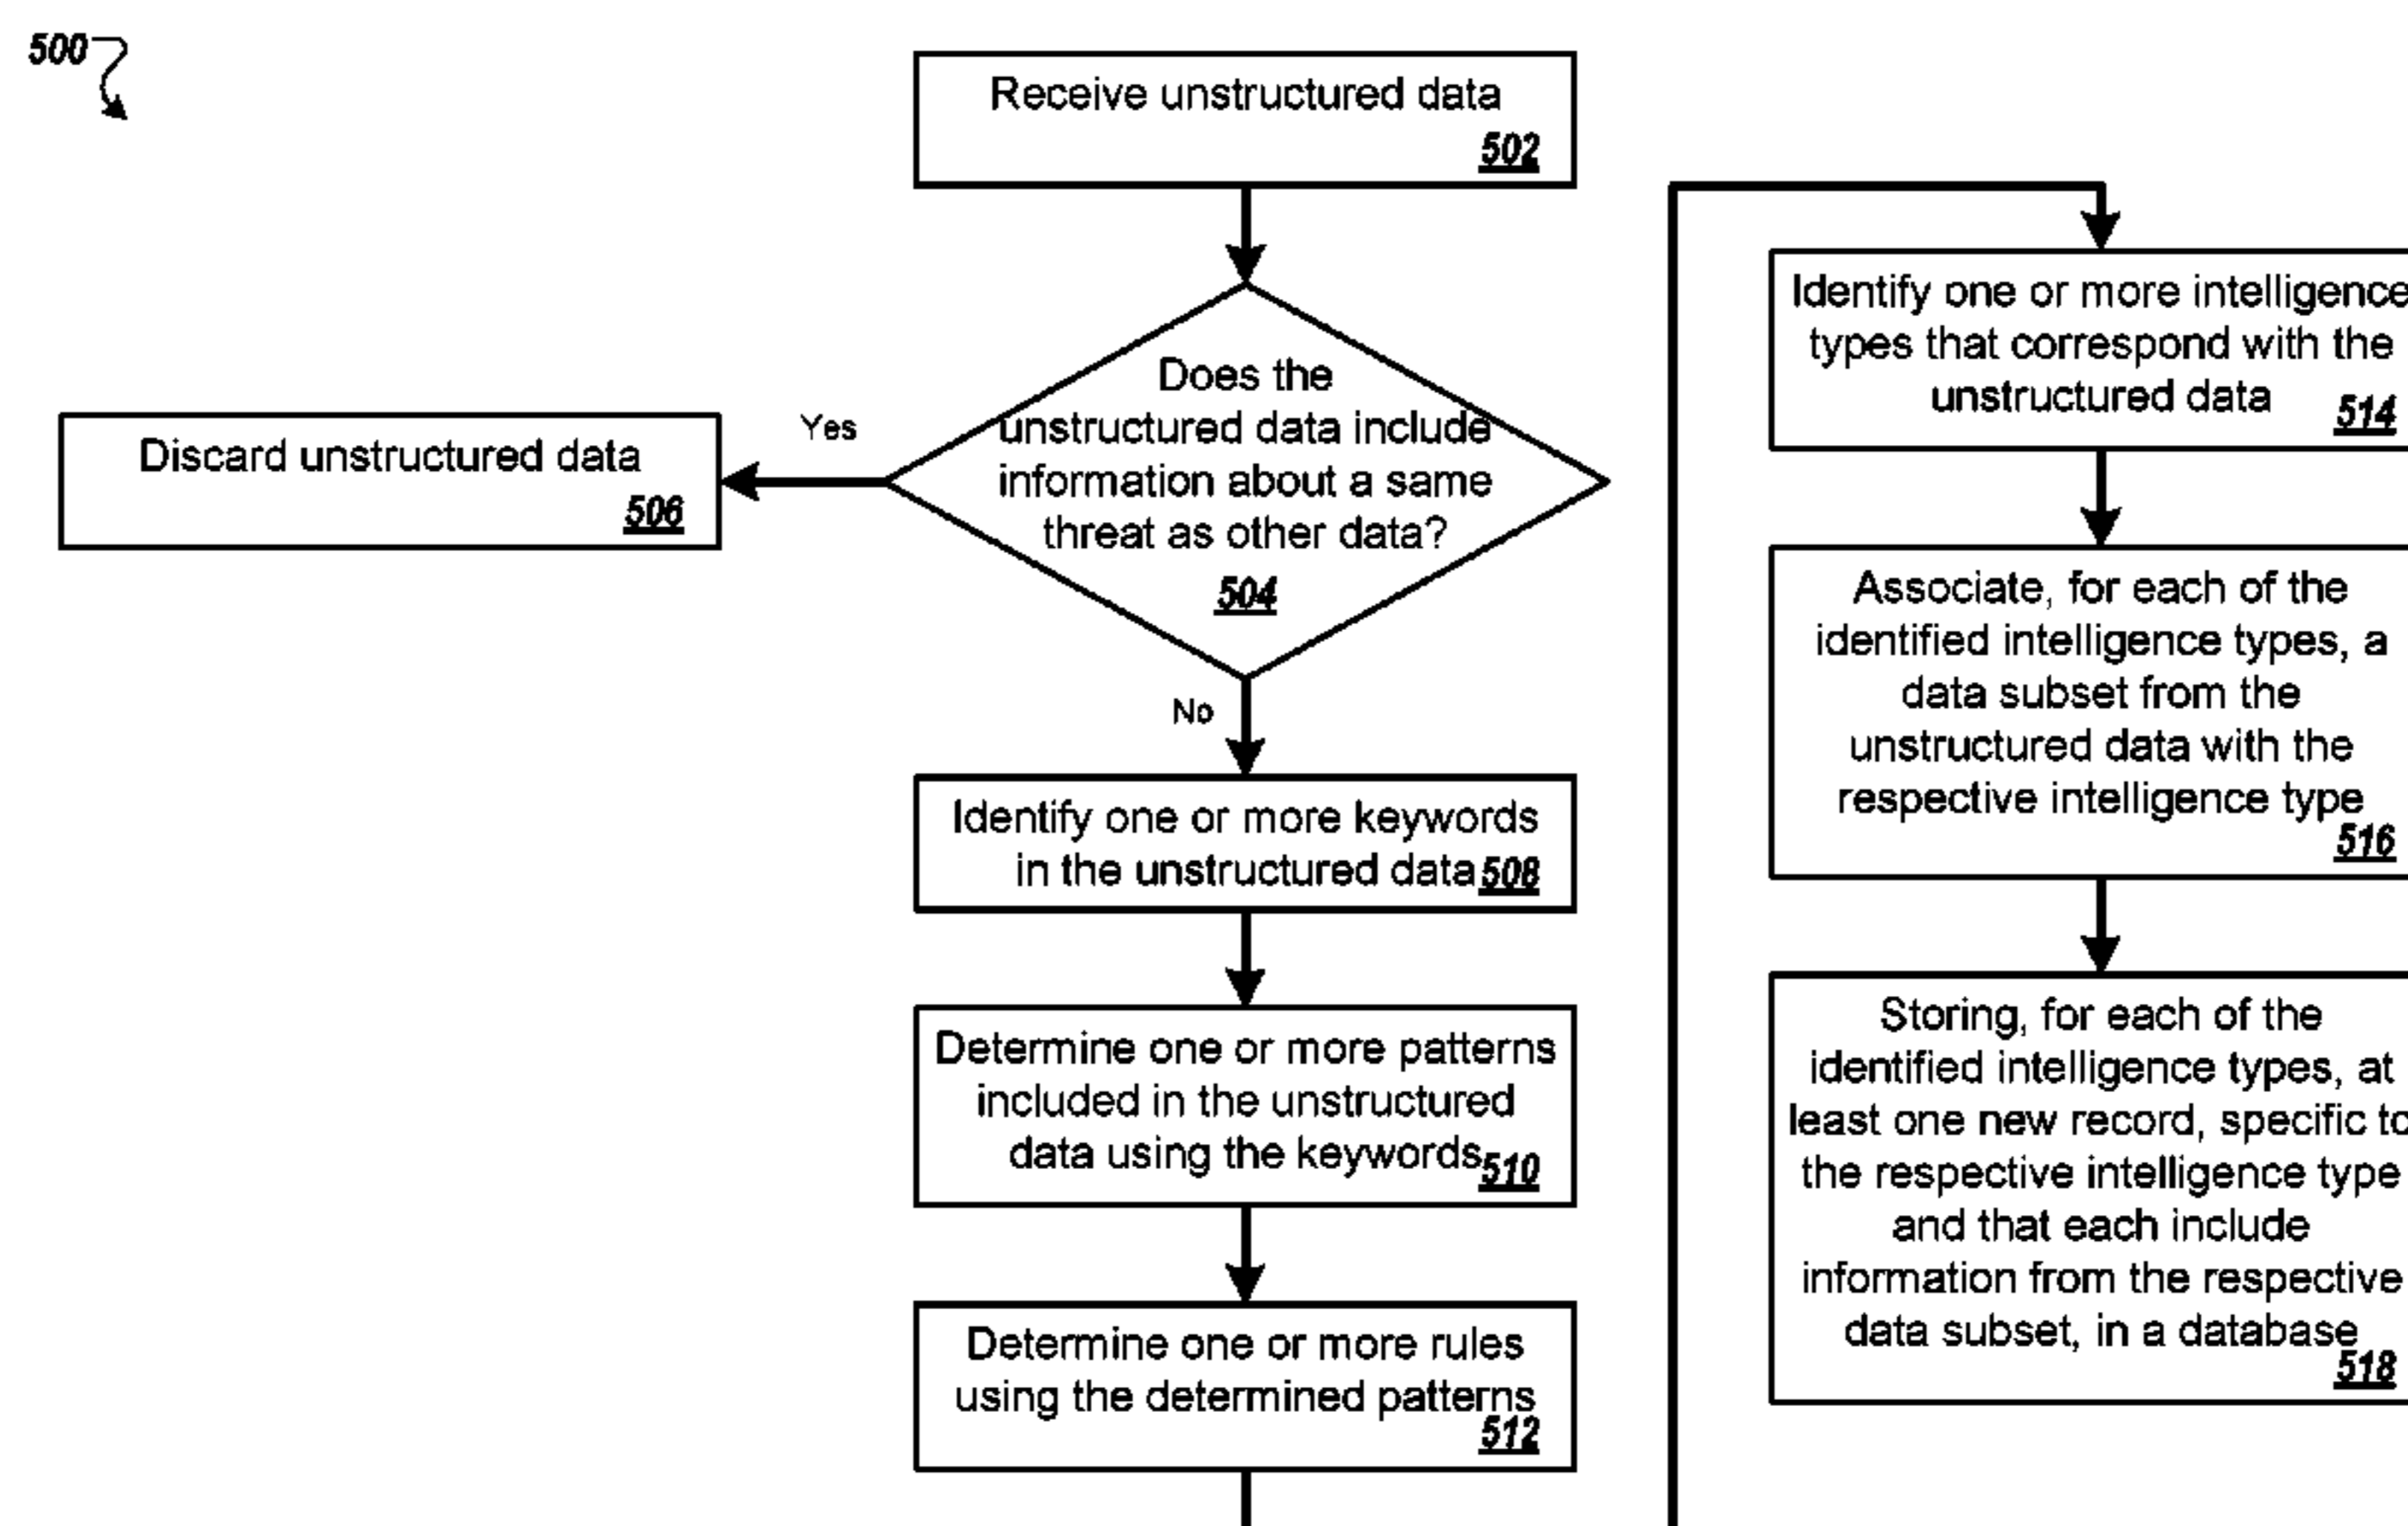 500
Receive unstructured data
502
Does the
unstructured data include
information about a same
threat as other data?
504
Yes
Discard unstructured data
506
No
Identify one or more keywords
in the unstructured data 508
Determine one or more patterns
included in the unstructured
data using the keywords 510
Determine one or more rules
using the determined patterns
512
Identify one or more intelligence
types that correspond with the
unstructured data 514
Associate, for each of the
identified intelligence types, a
data subset from the
unstructured data with the
respective intelligence type
516
Storing, for each of the
identified intelligence types, at
least one new record, specific to
the respective intelligence type
and that each include
information from the respective
data subset, in a database
518